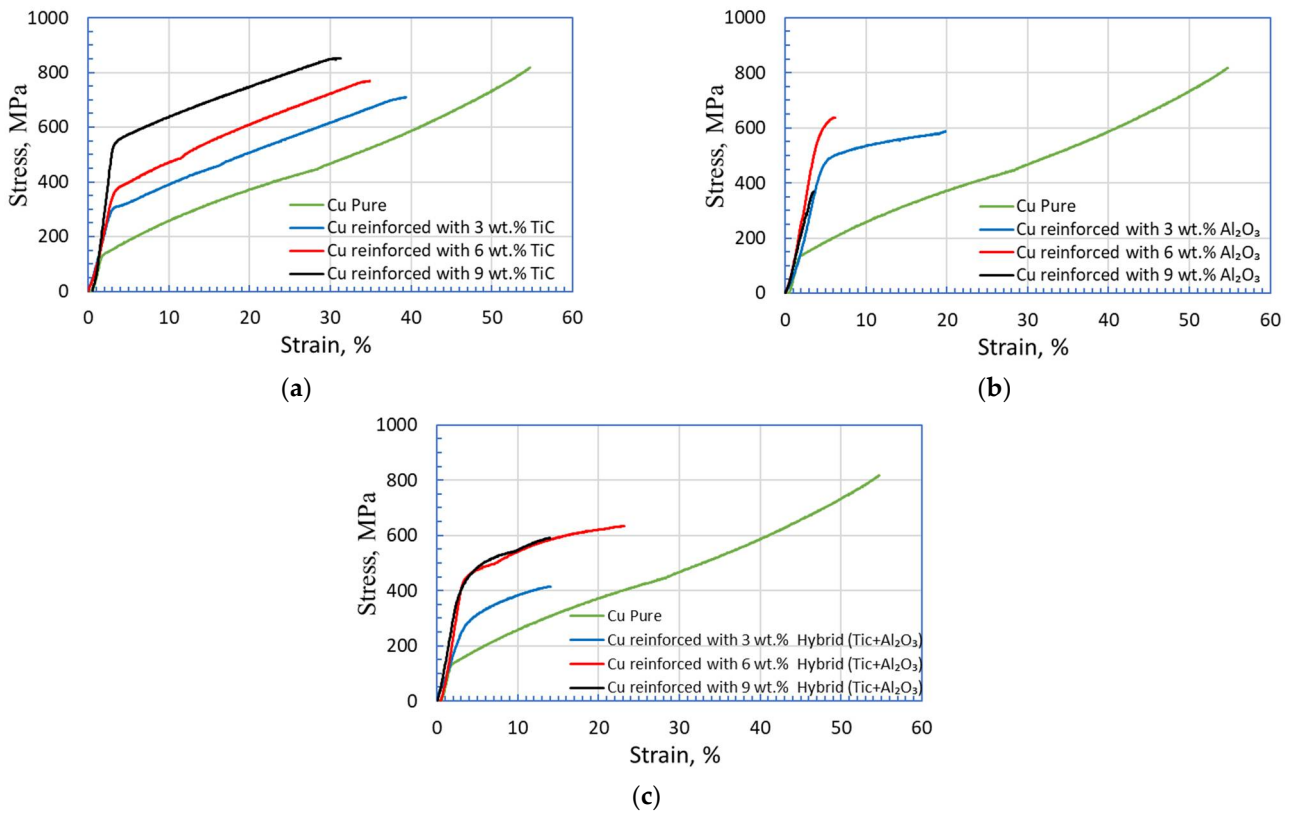 1000
800
600
400
200
0
Stress, MPa
Cu Pure
Cu reinforced with 3 wt.% TiC
Cu reinforced with 6 wt.% TiC
Cu reinforced with 9 wt.% TiC
0 10 20 30 40 50 60
Strain, %
(a)
1000
800
600
400
200
0
Stress, MPa
Cu Pure
Cu reinforced with 3 wt.% Al₂O₃
Cu reinforced with 6 wt.% Al₂O₃
Cu reinforced with 9 wt.% Al₂O₃
0 10 20 30 40 50 60
Strain, %
(b)
1000
800
600
400
200
0
Stress, MPa
Cu Pure
Cu reinforced with 3 wt.% Hybrid (Tic+Al₂O₃)
Cu reinforced with 6 wt.% Hybrid (Tic+Al₂O₃)
Cu reinforced with 9 wt.% Hybrid (Tic+Al₂O₃)
0 10 20 30 40 50 60
Strain, %
(c)